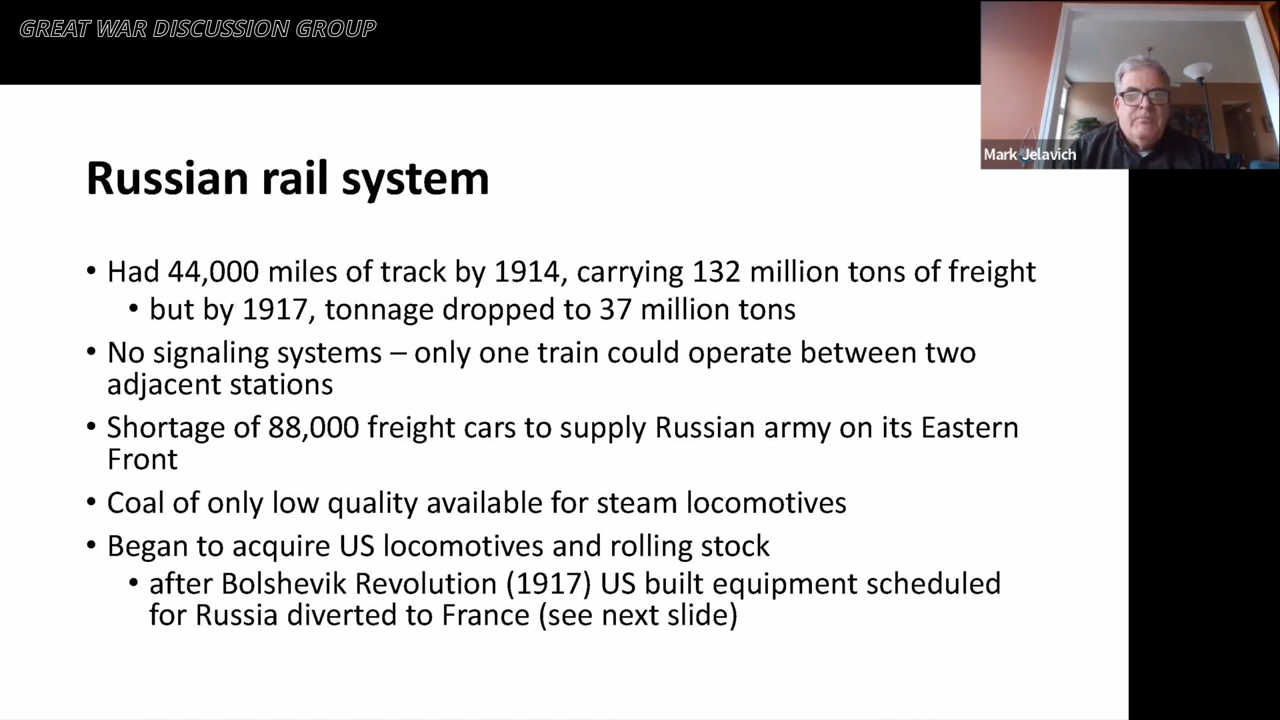 GREAT WAR DISCUSSION GROUP
Mark Jelavich
Russian rail system
• Had 44,000 miles of track by 1914, carrying 132 million tons of freight
• but by 1917, tonnage dropped to 37 million tons
• No signaling systems – only one train could operate between two
adjacent stations
• Shortage of 88,000 freight cars to supply Russian army on its Eastern
Front
• Coal of only low quality available for steam locomotives
• Began to acquire US locomotives and rolling stock
• after Bolshevik Revolution (1917) US built equipment scheduled
for Russia diverted to France (see next slide)